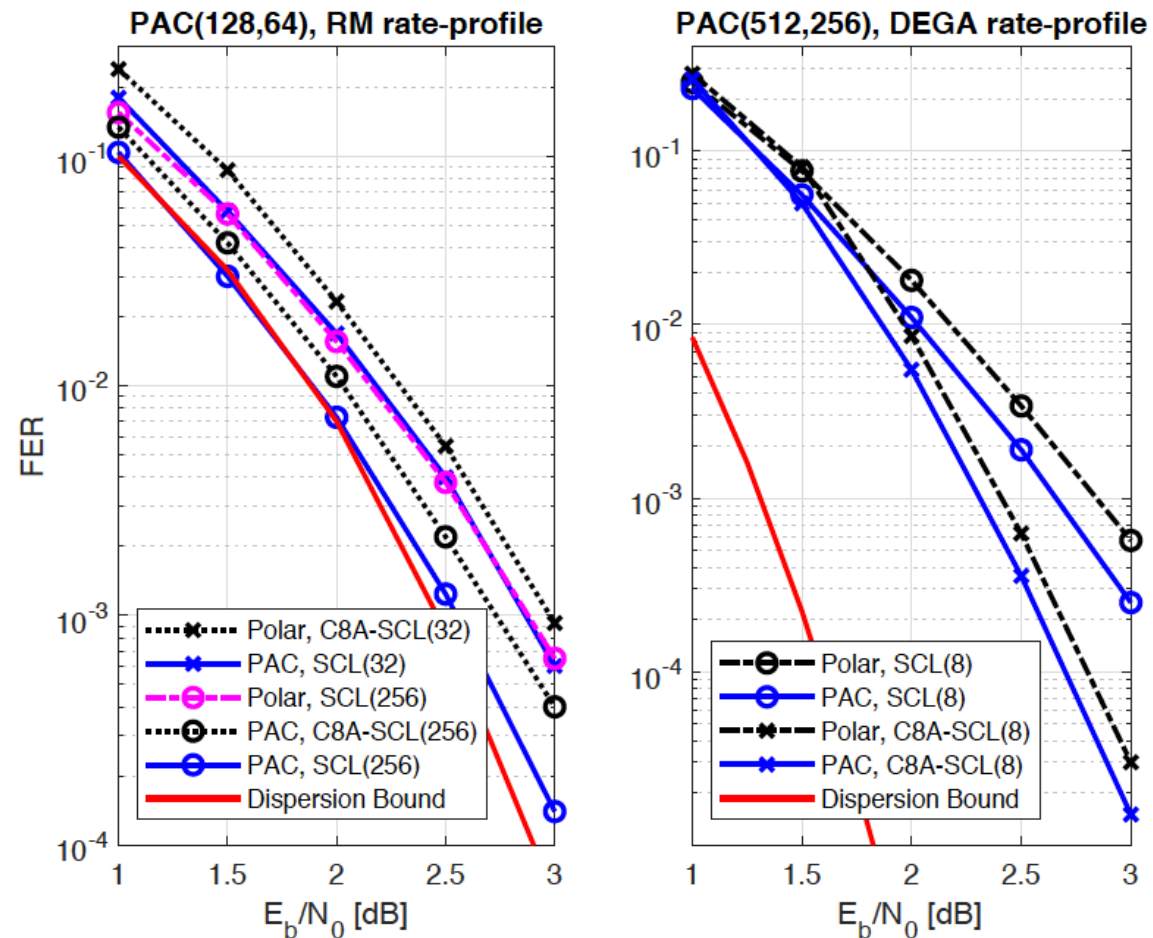 PAC(128,64), RM rate-profile
10^-1
10^-2
10^-3
10^-4
FER
Polar, C8A-SCL(32)
PAC, SCL(32)
Polar, SCL(256)
PAC, C8A-SCL(256)
PAC, SCL(256)
Dispersion Bound
1 1.5 2 2.5 3
E_b/N_0 [dB]
PAC(512,256), DEGA rate-profile
10^-1
10^-2
10^-3
10^-4
Polar, SCL(8)
PAC, SCL(8)
Polar, C8A-SCL(8)
PAC, C8A-SCL(8)
Dispersion Bound
1 1.5 2 2.5 3
E_b/N_0 [dB]